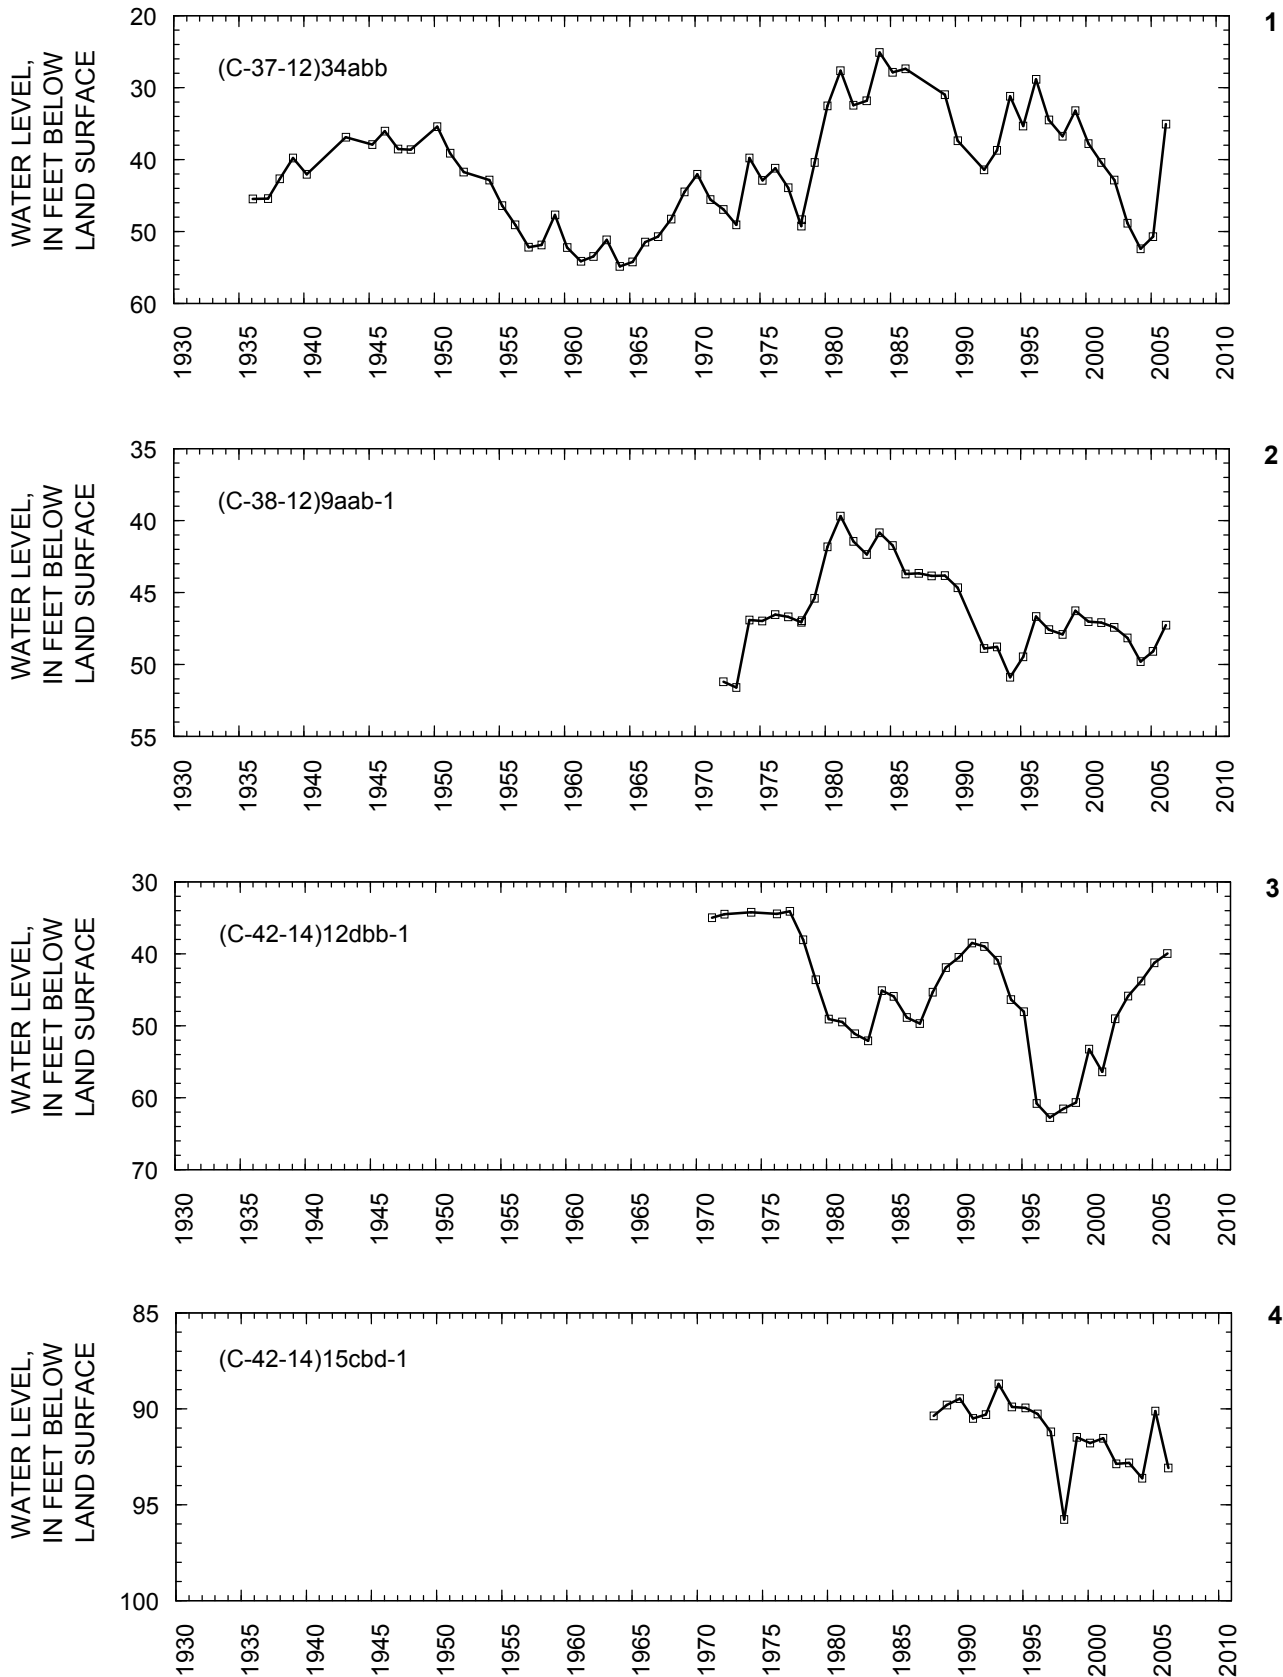 1
WATER LEVEL,
IN FEET BELOW
LAND SURFACE
(C-37-12)34abb
20
30
40
50
60
1930 1935 1940 1945 1950 1955 1960 1965 1970 1975 1980 1985 1990 1995 2000 2005 2010
2
WATER LEVEL,
IN FEET BELOW
LAND SURFACE
(C-38-12)9aab-1
35
40
45
50
55
1930 1935 1940 1945 1950 1955 1960 1965 1970 1975 1980 1985 1990 1995 2000 2005 2010
3
WATER LEVEL,
IN FEET BELOW
LAND SURFACE
(C-42-14)12dbb-1
30
40
50
60
70
1930 1935 1940 1945 1950 1955 1960 1965 1970 1975 1980 1985 1990 1995 2000 2005 2010
4
WATER LEVEL,
IN FEET BELOW
LAND SURFACE
(C-42-14)15cbd-1
85
90
95
100
1930 1935 1940 1945 1950 1955 1960 1965 1970 1975 1980 1985 1990 1995 2000 2005 2010